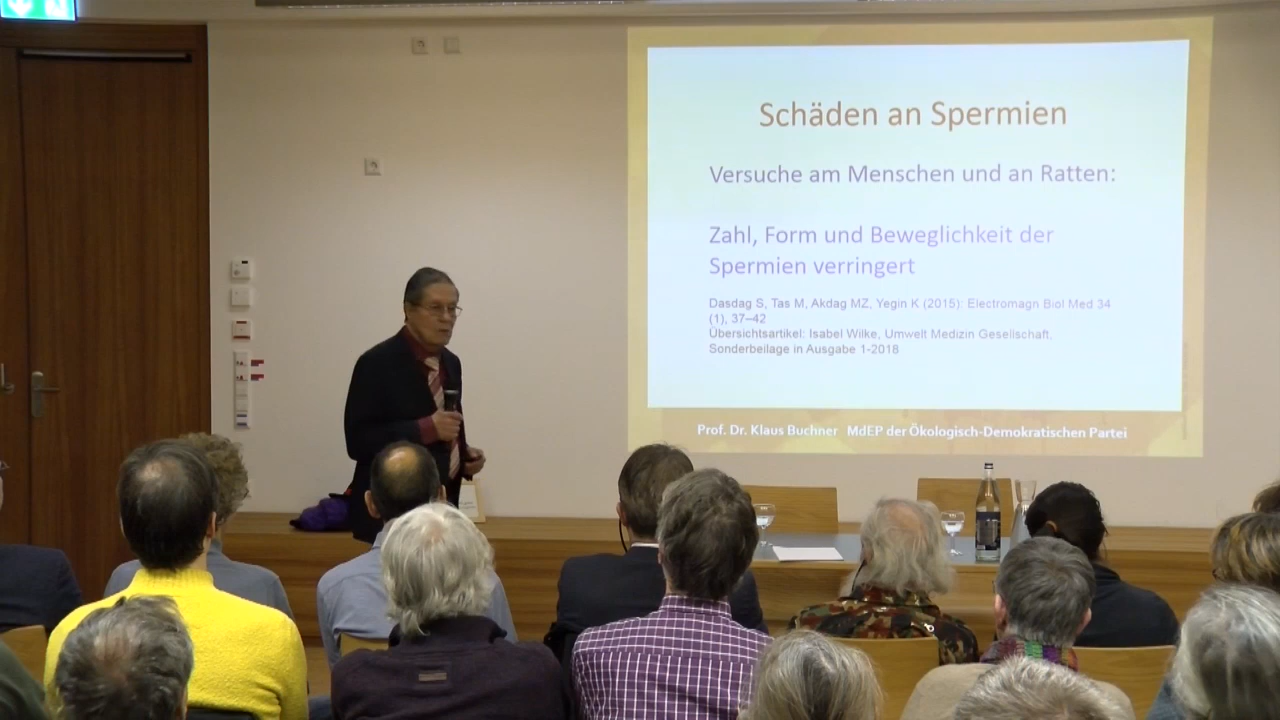 Schäden an Spermien
Versuche am Menschen und an Ratten:
Zahl, Form und Beweglichkeit der
Spermien verringert
Dasdag S, Tas M, Akdag MZ, Yegin K (2015): Electromagn Biol Med 34
(1), 37–42
Übersichtsartikel: Isabel Wilke, Umwelt Medizin Gesellschaft,
Sonderbeilage in Ausgabe 1-2018
Prof. Dr. Klaus Buchner MdEP der Ökologisch-Demokratischen Partei